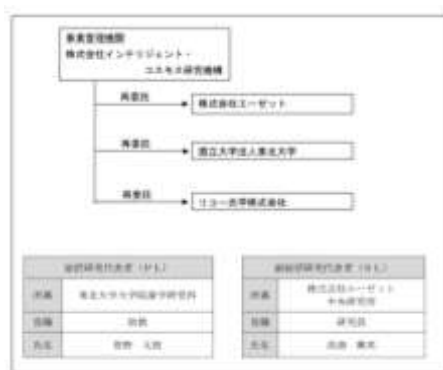 事業管理機関
株式会社インテリジェント・
コスモス研究機構
再委託
株式会社エーゼット
再委託
国立大学法人東北大学
再委託
リコー光学株式会社
総括研究代表者（PL）
所属
東北大学大学院歯学研究科
役職
氏名
副総括研究代表者（SL）
所属
株式会社エーゼット
中央研究所
役職
研究員
氏名